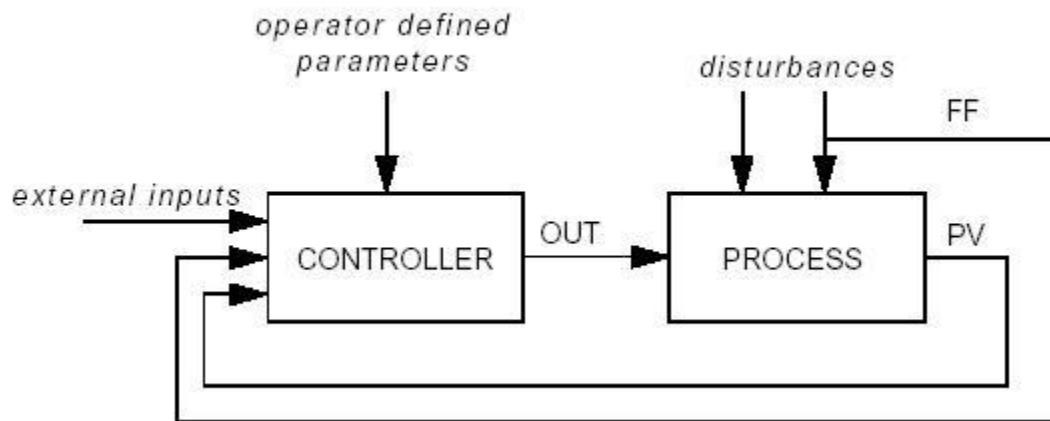 operator defined
parameters
disturbances
FF
external inputs
OUT
PV
CONTROLLER
PROCESS